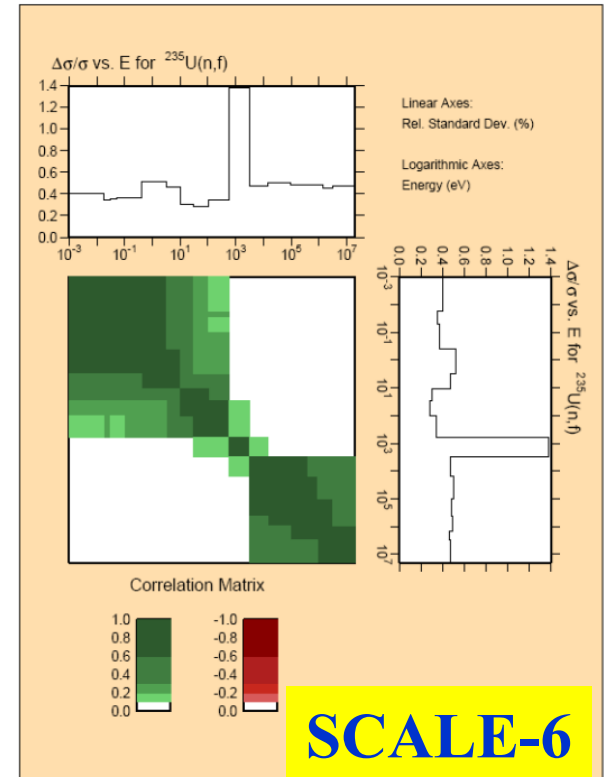 Δσ/σ vs. E for ²³⁵U(n,f)
1.4
1.2
1.0
0.8
0.6
0.4
0.2
0.0
10⁻³ 10⁻¹ 10¹ 10³ 10⁵ 10⁷
Linear Axes:
Rel. Standard Dev. (%)
Logarithmic Axes:
Energy (eV)
0.0 0.2 0.4 0.6 0.8 1.0 1.2 1.4
10⁻³
10⁻¹
10¹
10³
10⁵
10⁷
Δσ/σ vs. E for ²³⁵U(n,f)
Correlation Matrix
1.0
0.8
0.6
0.4
0.2
0.0
-1.0
-0.8
-0.6
-0.4
-0.2
0.0
SCALE-6